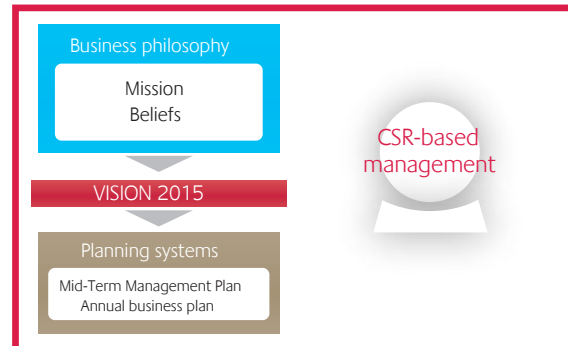 Business philosophy
Mission
Beliefs
VISION 2015
Planning systems
Mid-Term Management Plan
Annual business plan
CSR-based
management